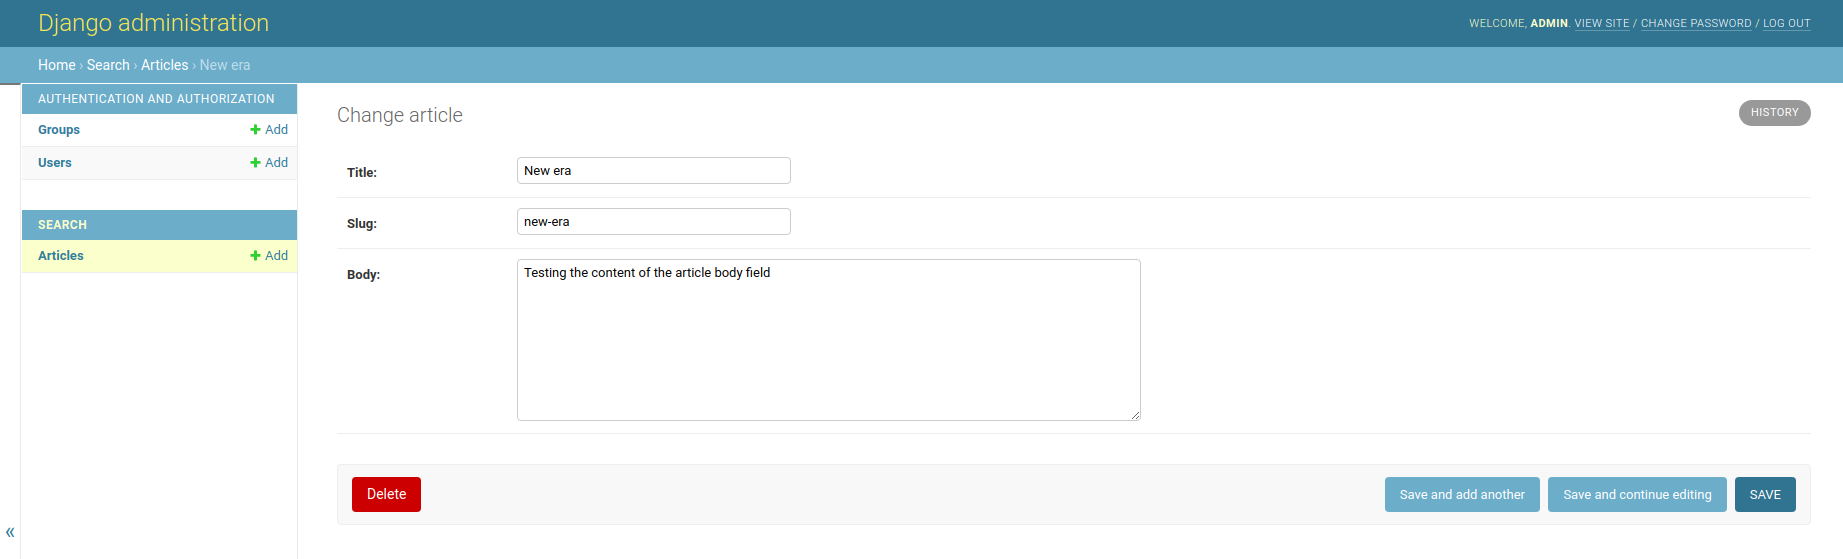 Django administration
WELCOME, ADMIN. VIEW SITE / CHANGE PASSWORD / LOG OUT
Home › Search › Articles › New era
AUTHENTICATION AND AUTHORIZATION
Groups
Add
Users
Add
SEARCH
Articles
Add
«
Change article
HISTORY
Title:
New era
Slug:
new-era
Body:
Testing the content of the article body field
Delete
Save and add another
Save and continue editing
SAVE